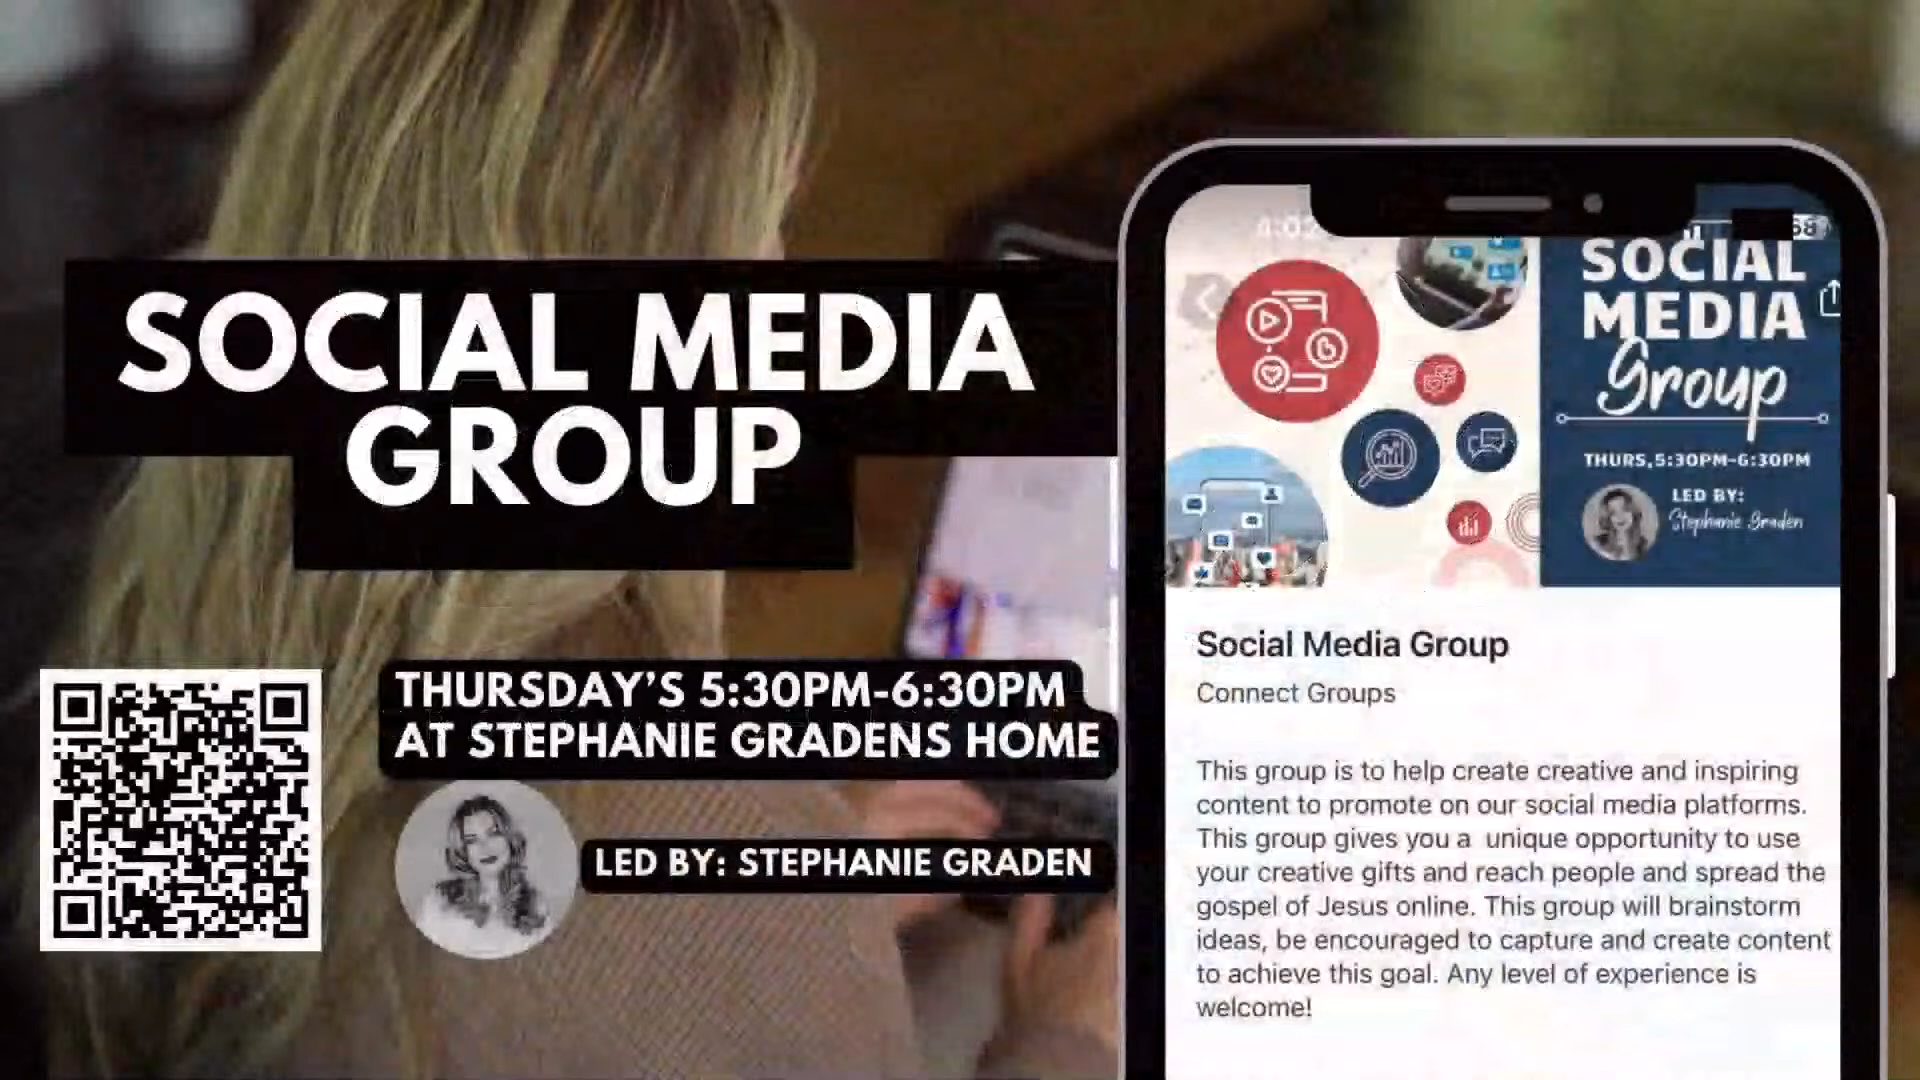 SOCIAL MEDIA
GROUP
THURSDAY'S 5:30PM-6:30PM
AT STEPHANIE GRADENS HOME
LED BY: STEPHANIE GRADEN
4:02
SOCIAL
MEDIA
Group
THURS,5:30PM-6:30PM
LED BY:
Stephanie Graden
Social Media Group
Connect Groups
This group is to help create creative and inspiring
content to promote on our social media platforms.
This group gives you a unique opportunity to use
your creative gifts and reach people and spread the
gospel of Jesus online. This group will brainstorm
ideas, be encouraged to capture and create content
to achieve this goal. Any level of experience is
welcome!